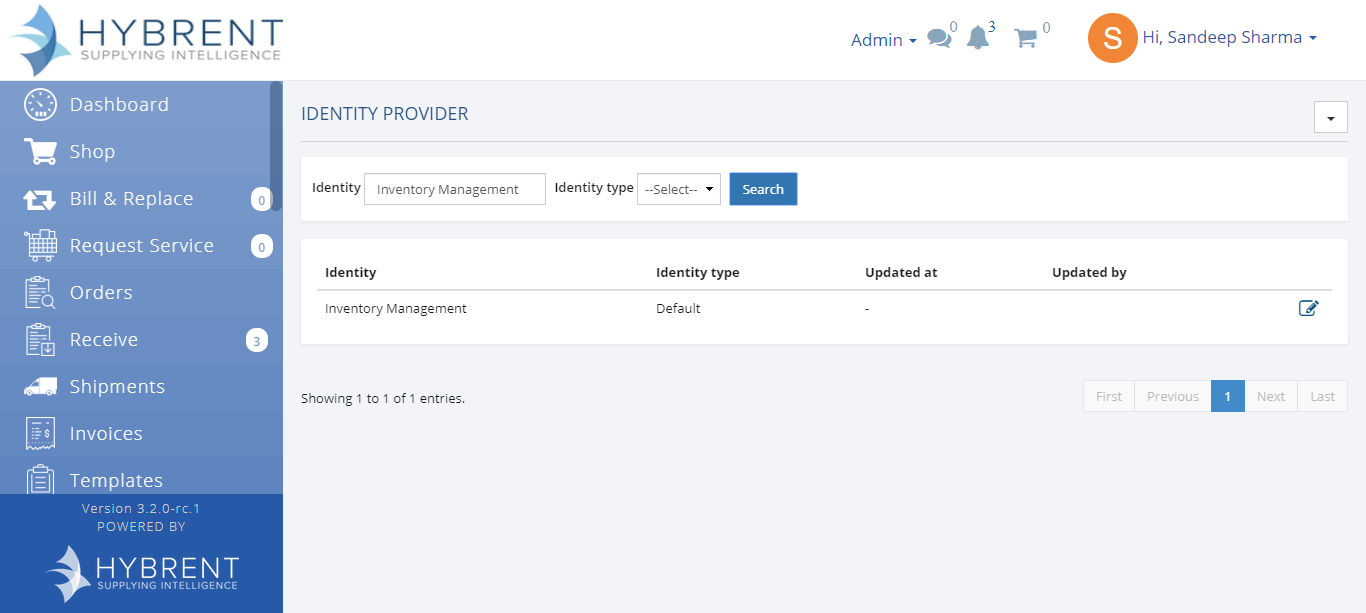 HYBRENT
SUPPLYING INTELLIGENCE
Admin 0 3 0 S Hi, Sandeep Sharma
Dashboard
Shop
Bill & Replace 0
Request Service 0
Orders
Receive 3
Shipments
Invoices
Templates
Version 3.2.0-rc.1
POWERED BY
HYBRENT
SUPPLYING INTELLIGENCE
IDENTITY PROVIDER
Identity Inventory Management Identity type --Select-- Search
Identity Identity type Updated at Updated by
Inventory Management Default -
Showing 1 to 1 of 1 entries.
First Previous 1 Next Last